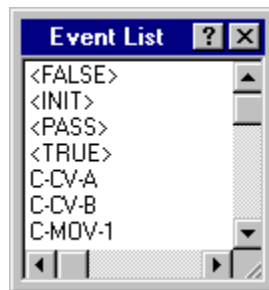 Event List
<FALSE>
<INIT>
<PASS>
<TRUE>
C-CV-A
C-CV-B
C-MOV-1